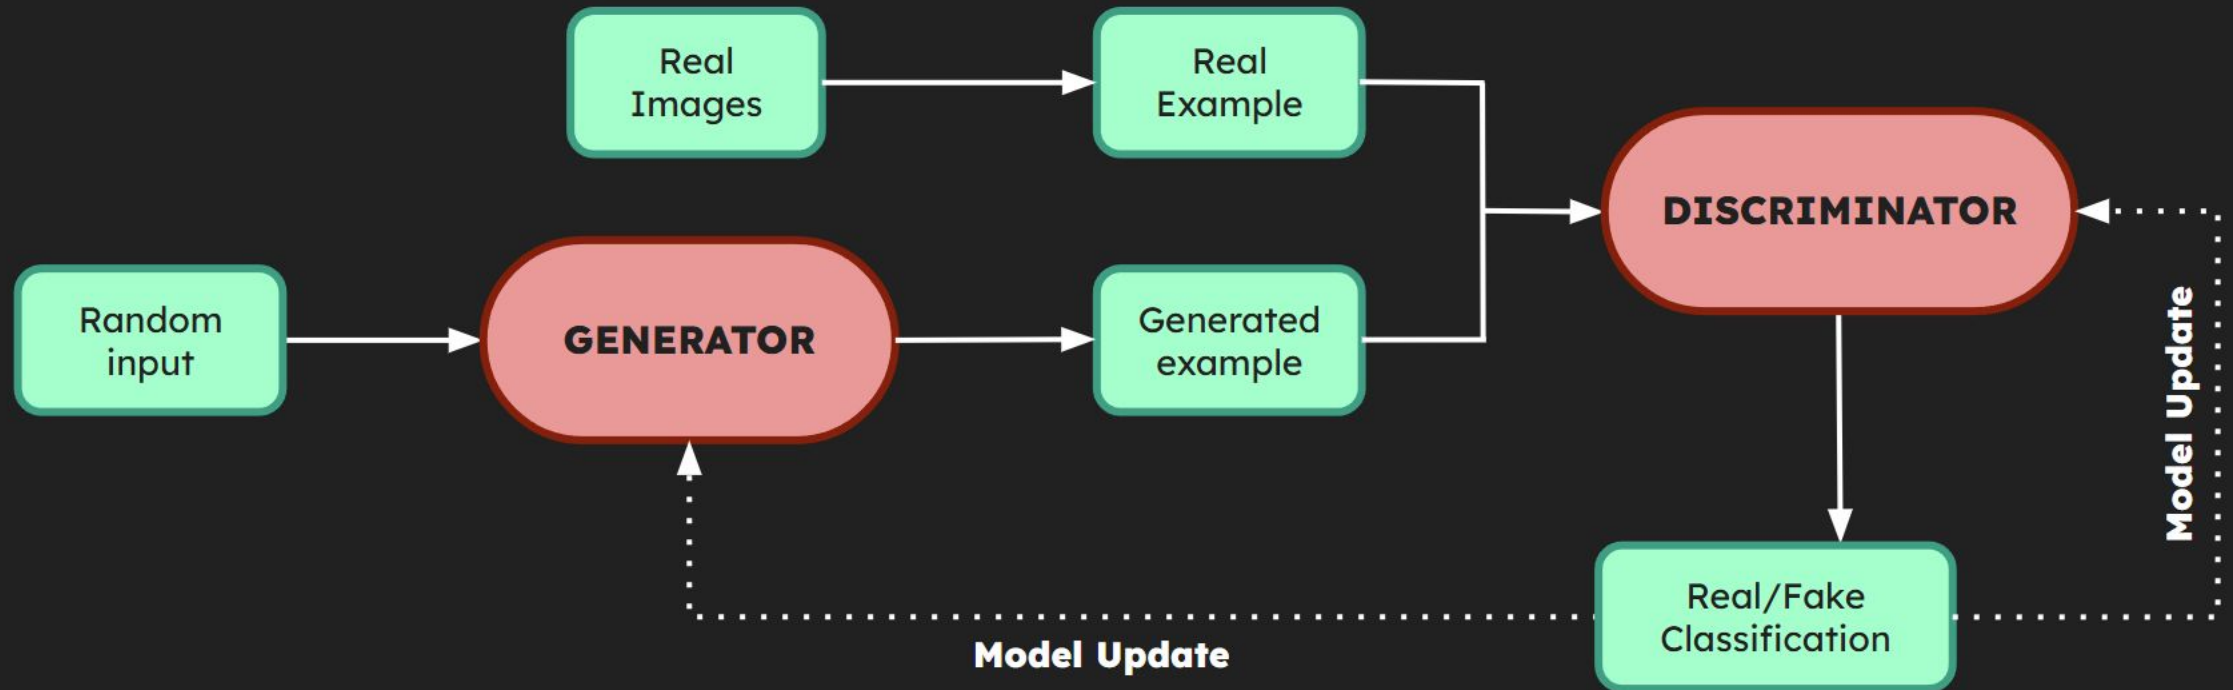 Real
Images
Real
Example
DISCRIMINATOR
Random
input
GENERATOR
Generated
example
Model Update
Real/Fake
Classification
Model Update